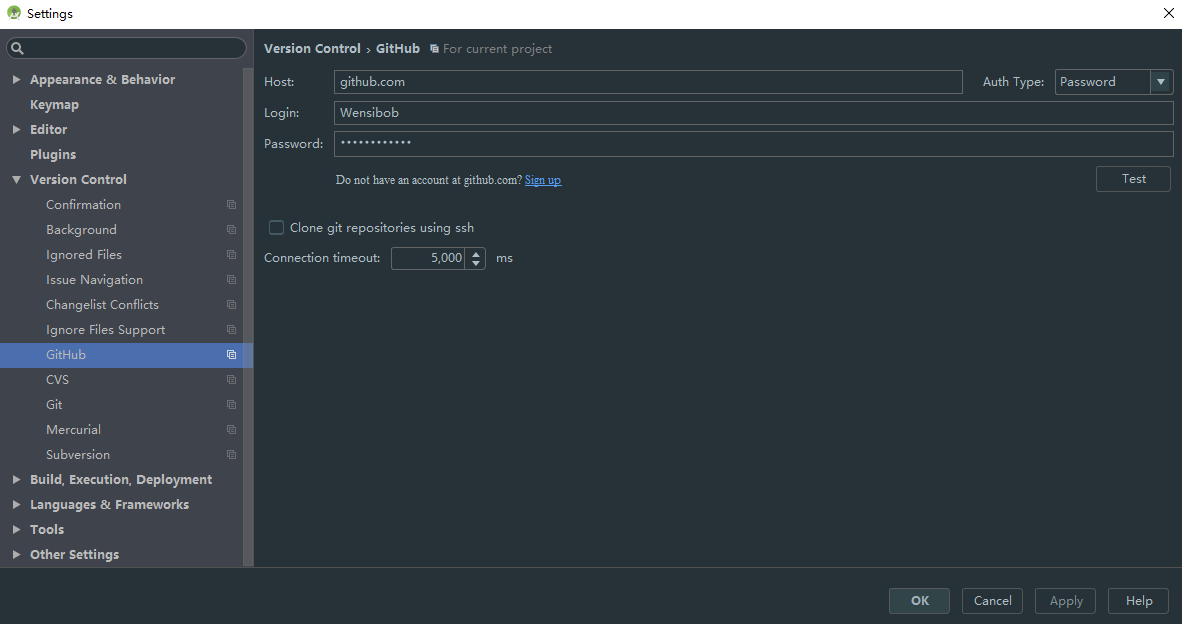 Settings
Version Control › GitHub For current project
Appearance & Behavior
Keymap
Editor
Plugins
Version Control
Confirmation
Background
Ignored Files
Issue Navigation
Changelist Conflicts
Ignore Files Support
GitHub
CVS
Git
Mercurial
Subversion
Build, Execution, Deployment
Languages & Frameworks
Tools
Other Settings
Host: github.com Auth Type: Password
Login: Wensibob
Password: ••••••••••••
Do not have an account at github.com? Sign up
Test
Clone git repositories using ssh
Connection timeout: 5,000 ms
OK Cancel Apply Help